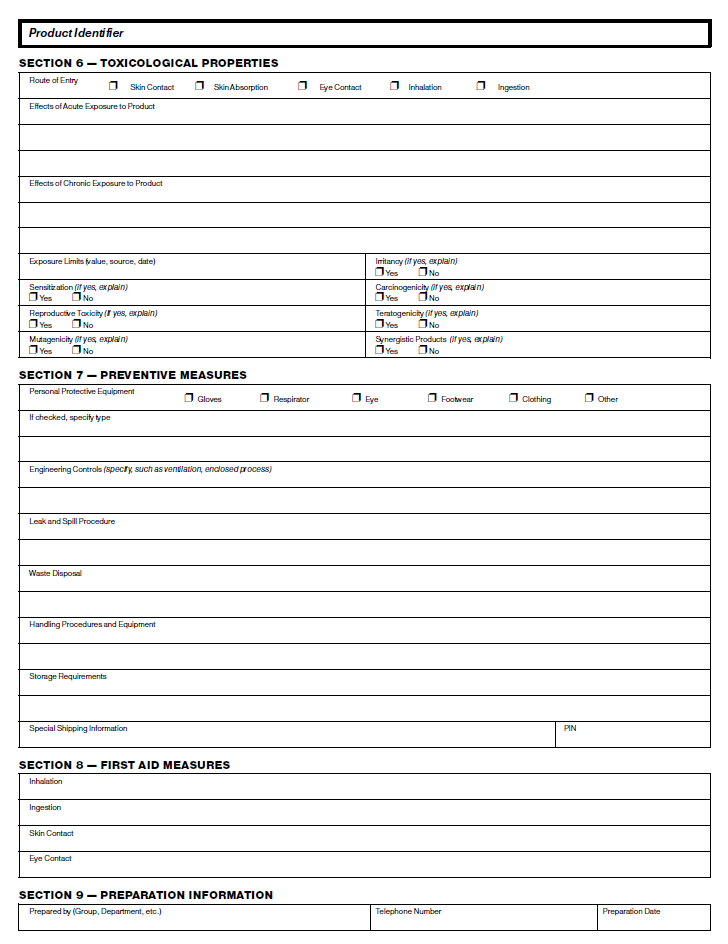 Product Identifier
SECTION 6 — TOXICOLOGICAL PROPERTIES
Route of Entry
❒ Skin Contact ❒ Skin Absorption ❒ Eye Contact ❒ Inhalation ❒ Ingestion
Effects of Acute Exposure to Product
Effects of Chronic Exposure to Product
Exposure Limits (value, source, date)
Irritancy (if yes, explain)
❒ Yes ❒ No
Sensitization (if yes, explain)
❒ Yes ❒ No
Carcinogenicity (if yes, explain)
❒ Yes ❒ No
Reproductive Toxicity (if yes, explain)
❒ Yes ❒ No
Teratogenicity (if yes, explain)
❒ Yes ❒ No
Mutagenicity (if yes, explain)
❒ Yes ❒ No
Synergistic Products (if yes, explain)
❒ Yes ❒ No
SECTION 7 — PREVENTIVE MEASURES
Personal Protective Equipment
❒ Gloves ❒ Respirator ❒ Eye ❒ Footwear ❒ Clothing ❒ Other
If checked, specify type
Engineering Controls (specify, such as ventilation, enclosed process)
Leak and Spill Procedure
Waste Disposal
Handling Procedures and Equipment
Storage Requirements
Special Shipping Information
PIN
SECTION 8 — FIRST AID MEASURES
Inhalation
Ingestion
Skin Contact
Eye Contact
SECTION 9 — PREPARATION INFORMATION
Prepared by (Group, Department, etc.)
Telephone Number
Preparation Date